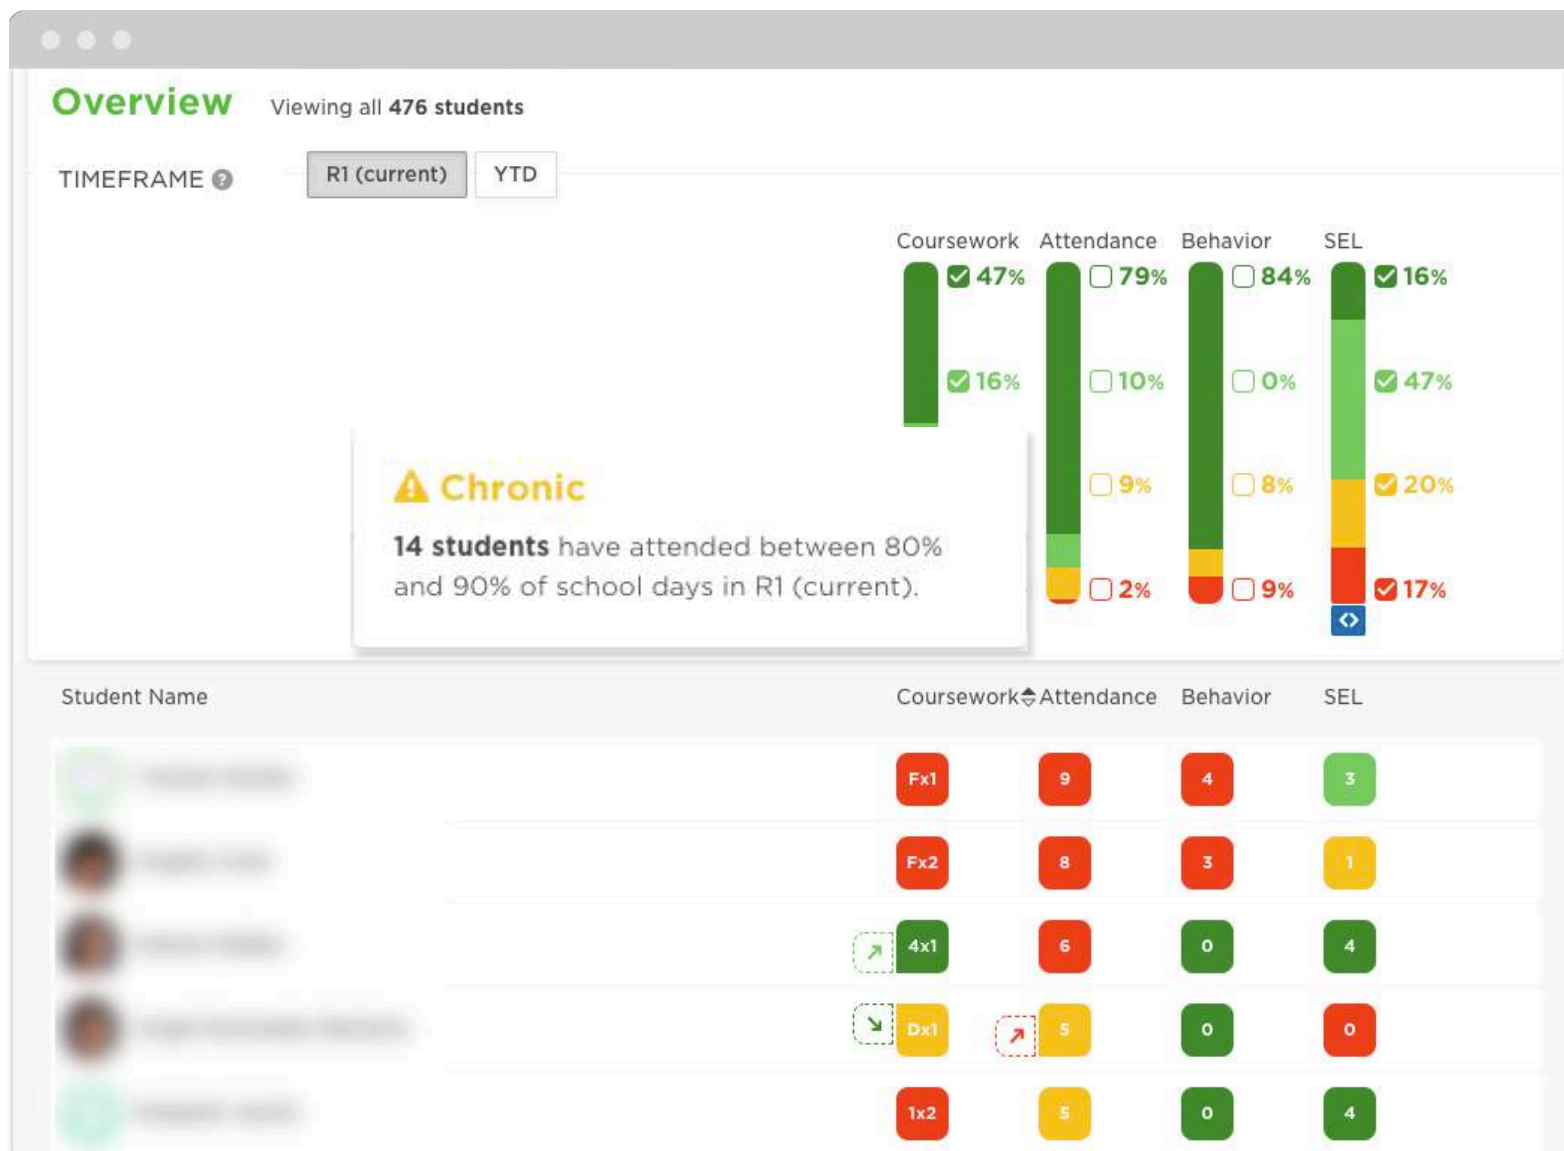 Overview Viewing all 476 students
TIMEFRAME ? R1 (current) YTD
Coursework Attendance Behavior SEL
47% 79% 84% 16%
16% 10% 0% 47%
Chronic
9% 8% 20%
14 students have attended between 80%
and 90% of school days in R1 (current).
2% 9% 17%
Student Name Coursework Attendance Behavior SEL
Fx1 9 4 3
Fx2 8 3 1
4x1 6 0 4
Dx1 5 0 0
1x2 5 0 4